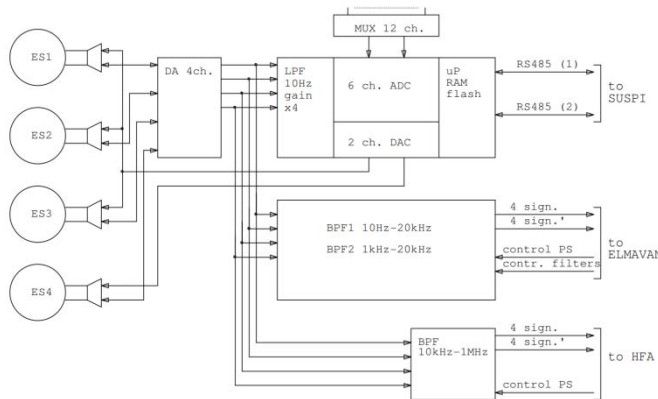 MUX 12 ch.
ES1
DA 4ch.
LPF
10Hz
gain
x4
6 ch. ADC
uP
RAM
flash
RS485 (1)
to
SUSPI
RS485 (2)
ES2
2 ch. DAC
ES3
BPF1 10Hz-20kHz
BPF2 1kHz-20kHz
4 sign.
4 sign.'
control PS
contr. filters
to
ELMAVAN
ES4
BPF
10kHz-1MHz
4 sign.
4 sign.'
control PS
to HFA